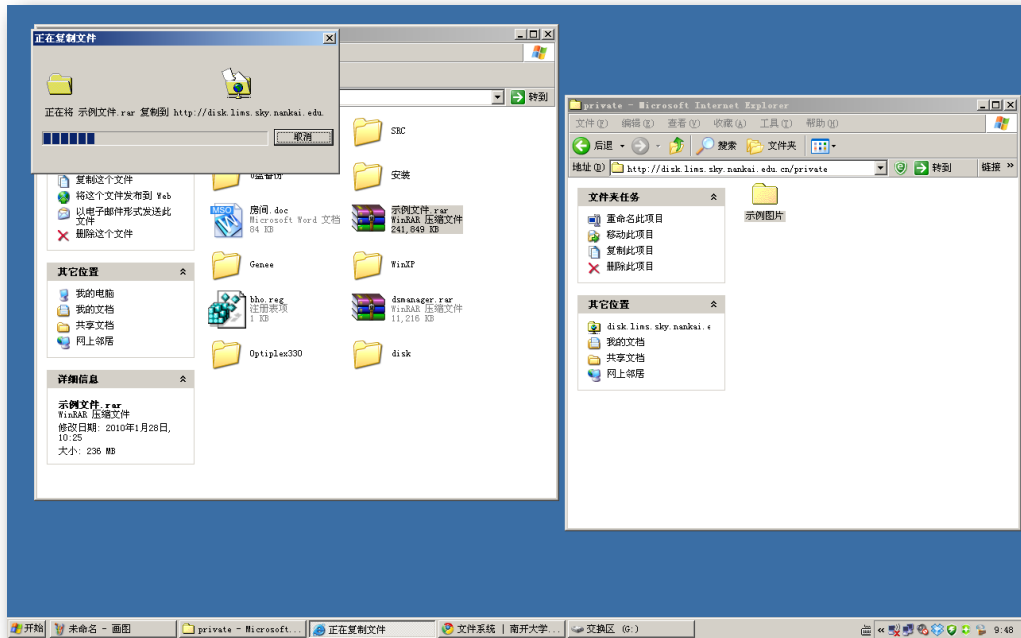 正在复制文件
正在将 示例文件.rar 复制到 http://disk.lims.sky.nankai.edu.
取消
转到
复制这个文件
将这个文件发布到 Web
以电子邮件形式发送此
文件
删除这个文件
其它位置
我的电脑
我的文档
共享文档
网上邻居
详细信息
示例文件.rar
WinRAR 压缩文件
修改日期: 2010年1月28日,
10:25
大小: 236 MB
SRC
安装
房间.doc
Microsoft Word 文档
84 KB
示例文件.rar
WinRAR 压缩文件
241,849 KB
Genee
WinXP
bho.reg
注册表项
1 KB
dsmanager.rar
WinRAR 压缩文件
11,216 KB
Optiplex330
disk
private - Microsoft Internet Explorer
文件(F) 编辑(E) 查看(V) 收藏(A) 工具(T) 帮助(H)
后退 搜索 文件夹
地址(D) http://disk.lims.sky.nankai.edu.cn/private 转到 链接 »
文件夹任务
重命名此项目
移动此项目
复制此项目
删除此项目
其它位置
disk.lims.sky.nankai.e
我的文档
共享文档
网上邻居
示例图片
开始 未命名 - 画图 private - Microsoft... 正在复制文件 文件系统 | 南开大学... 交换区 (G:) « 9:48